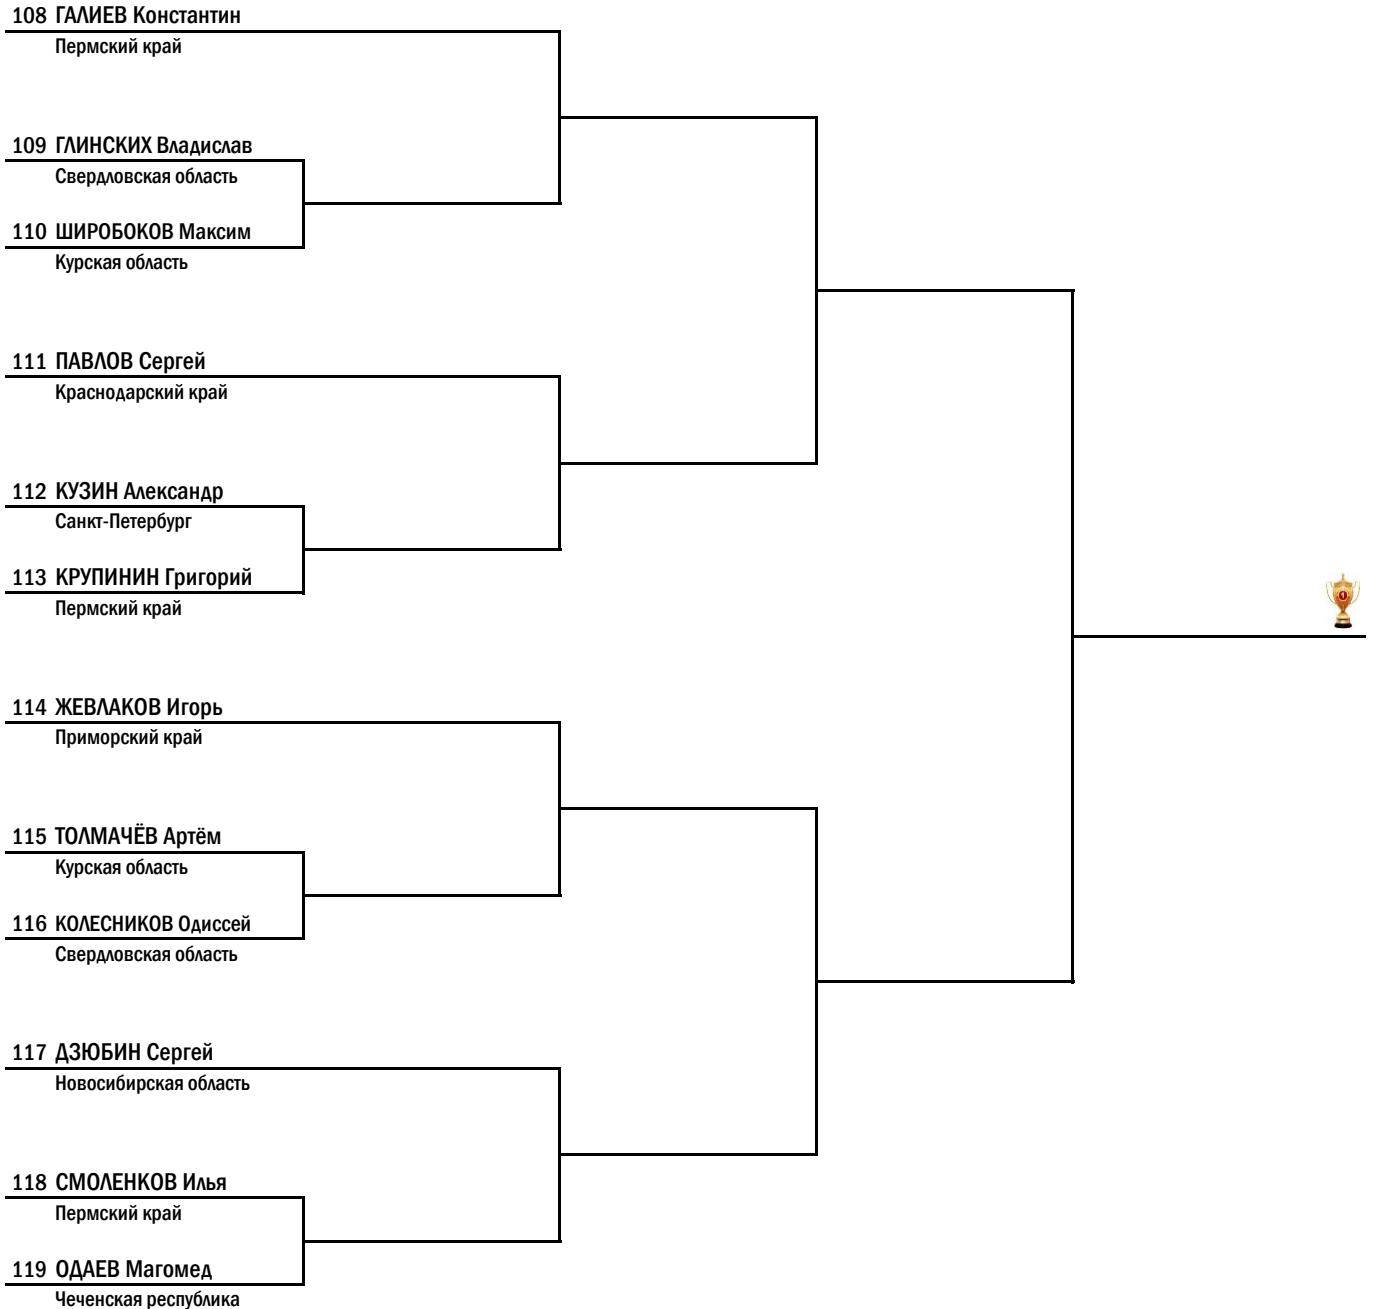 108 ГАЛИЕВ Константин
Пермский край
109 ГЛИНСКИХ Владислав
Свердловская область
110 ШИРОБОКОВ Максим
Курская область
111 ПАВЛОВ Сергей
Краснодарский край
112 КУЗИН Александр
Санкт-Петербург
113 КРУПИНИН Григорий
Пермский край
114 ЖЕВЛАКОВ Игорь
Приморский край
115 ТОЛМАЧЁВ Артём
Курская область
116 КОЛЕСНИКОВ Одиссей
Свердловская область
117 ДЗЮБИН Сергей
Новосибирская область
118 СМОЛЕНКОВ Илья
Пермский край
119 ОДАЕВ Магомед
Чеченская республика